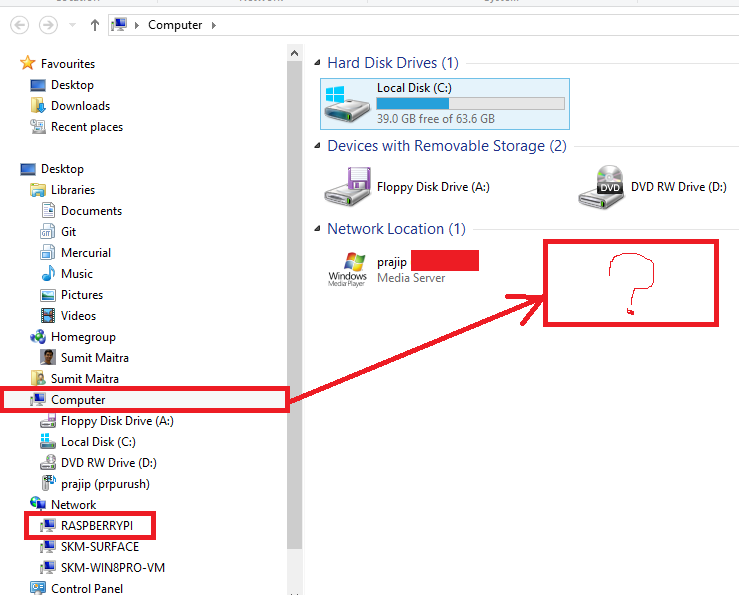 Location Network System
Computer
Favourites
Desktop
Downloads
Recent places
Desktop
Libraries
Documents
Git
Mercurial
Music
Pictures
Videos
Homegroup
Sumit Maitra
Sumit Maitra
Computer
Floppy Disk Drive (A:)
Local Disk (C:)
DVD RW Drive (D:)
prajip (prpurush)
Network
RASPBERRYPI
SKM-SURFACE
SKM-WIN8PRO-VM
Control Panel
Hard Disk Drives (1)
Local Disk (C:)
39.0 GB free of 63.6 GB
Devices with Removable Storage (2)
Floppy Disk Drive (A:)
DVD
DVD RW Drive (D:)
Network Location (1)
Windows
Media Player
prajip
Media Server
?